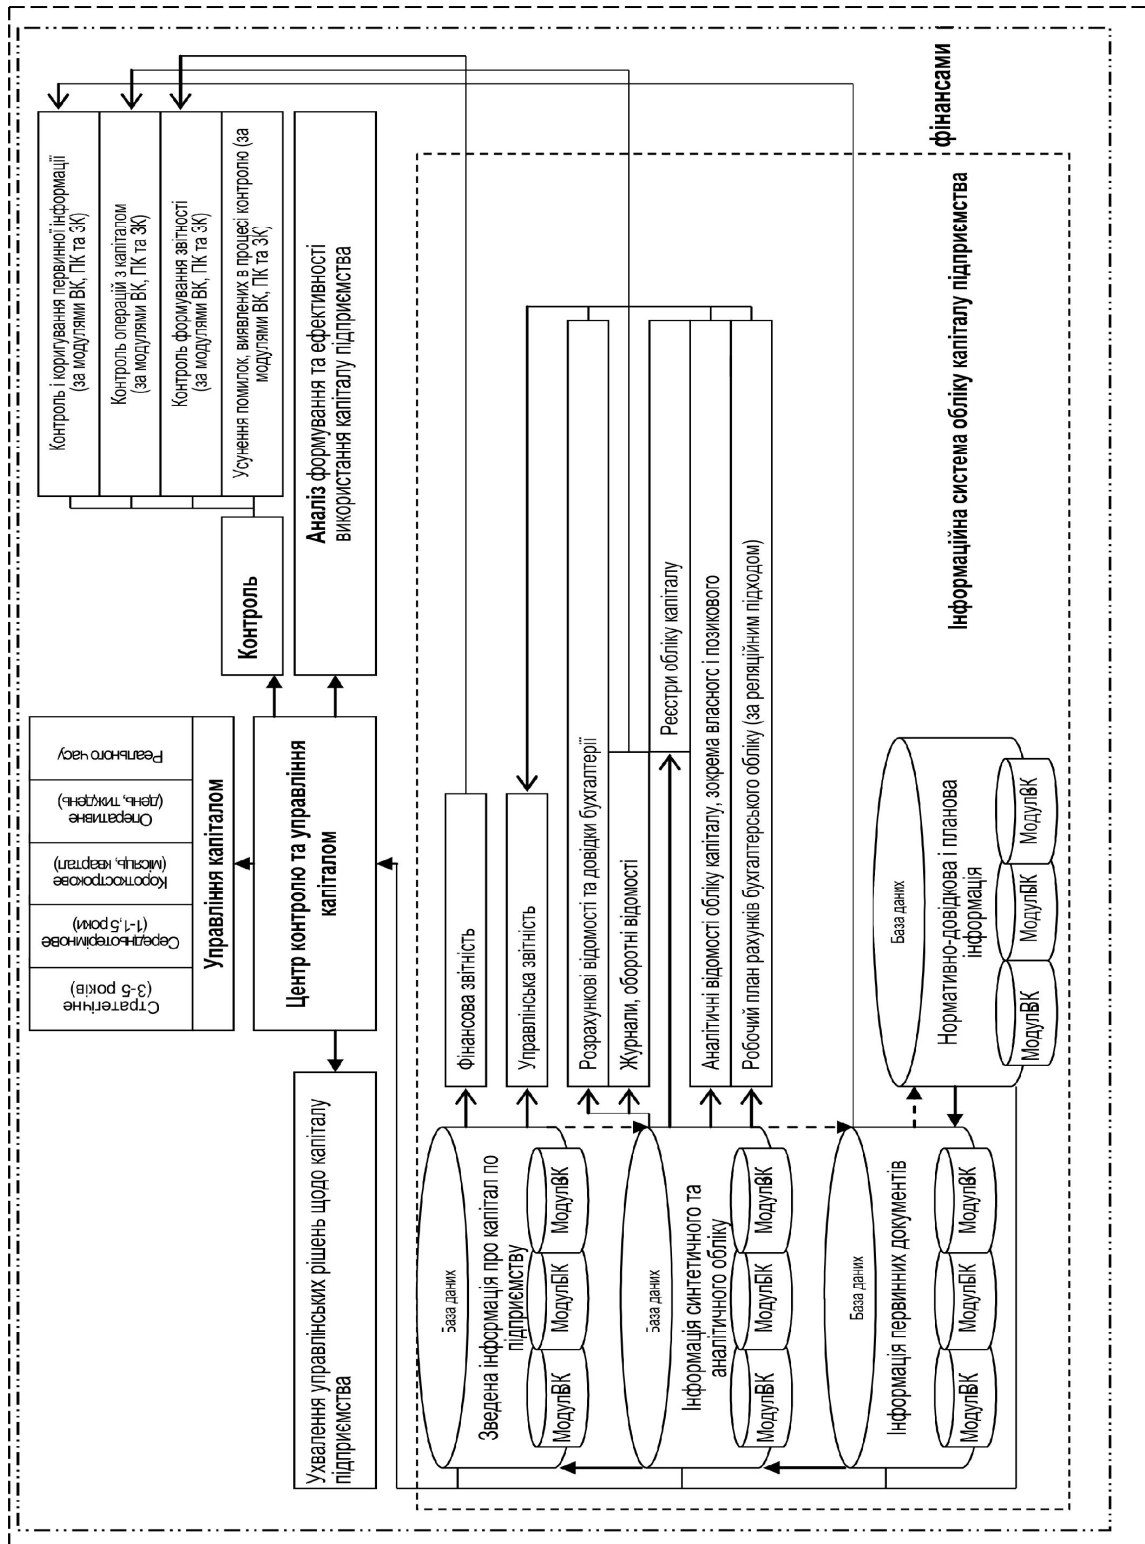 Ухвалення управлінських рішень щодо капіталу
підприємства
Стратегічне
(3-5 років)
Середньотермінове
(1-1,5 роки)
Короткострокове
(місяць, квартал)
Оперативне
(день, тиждень)
Реального часу
Управління капіталом
Центр контролю та управління
капіталом
Контроль
Контроль і коригування первинної інформації
(за модулями ВК, ПК та ЗК)
Контроль операцій з капіталом
(за модулями ВК, ПК та ЗК)
Контроль формування звітності
(за модулями ВК, ПК та ЗК)
Усунення помилок, виявлених в процесі контролю (за
модулями ВК, ПК та ЗК,
Аналіз формування та ефективності
використання капіталу підприємства
База даних
Зведена інформація про капітал по
підприємству
МодульВК
МодульПК
МодульЗК
Фінансова звітність
Управлінська звітність
Розрахункові відомості та довідки бухгалтерії
Журнали, оборотні відомості
Реєстри обліку капіталу
Аналітичні відомості обліку капіталу, зокрема власного і позикового
Робочий план рахунків бухгалтерського обліку (за реляційним підходом)
База даних
Інформація синтетичного та
аналітичного обліку
МодульВК
МодульПК
МодульЗК
База даних
Інформація первинних документів
МодульВК
МодульПК
МодульЗК
База даних
Нормативно-довідкова і планова
інформація
МодульВК
МодульПК
МодульЗК
Інформаційна система обліку капіталу підприємства
фінансами